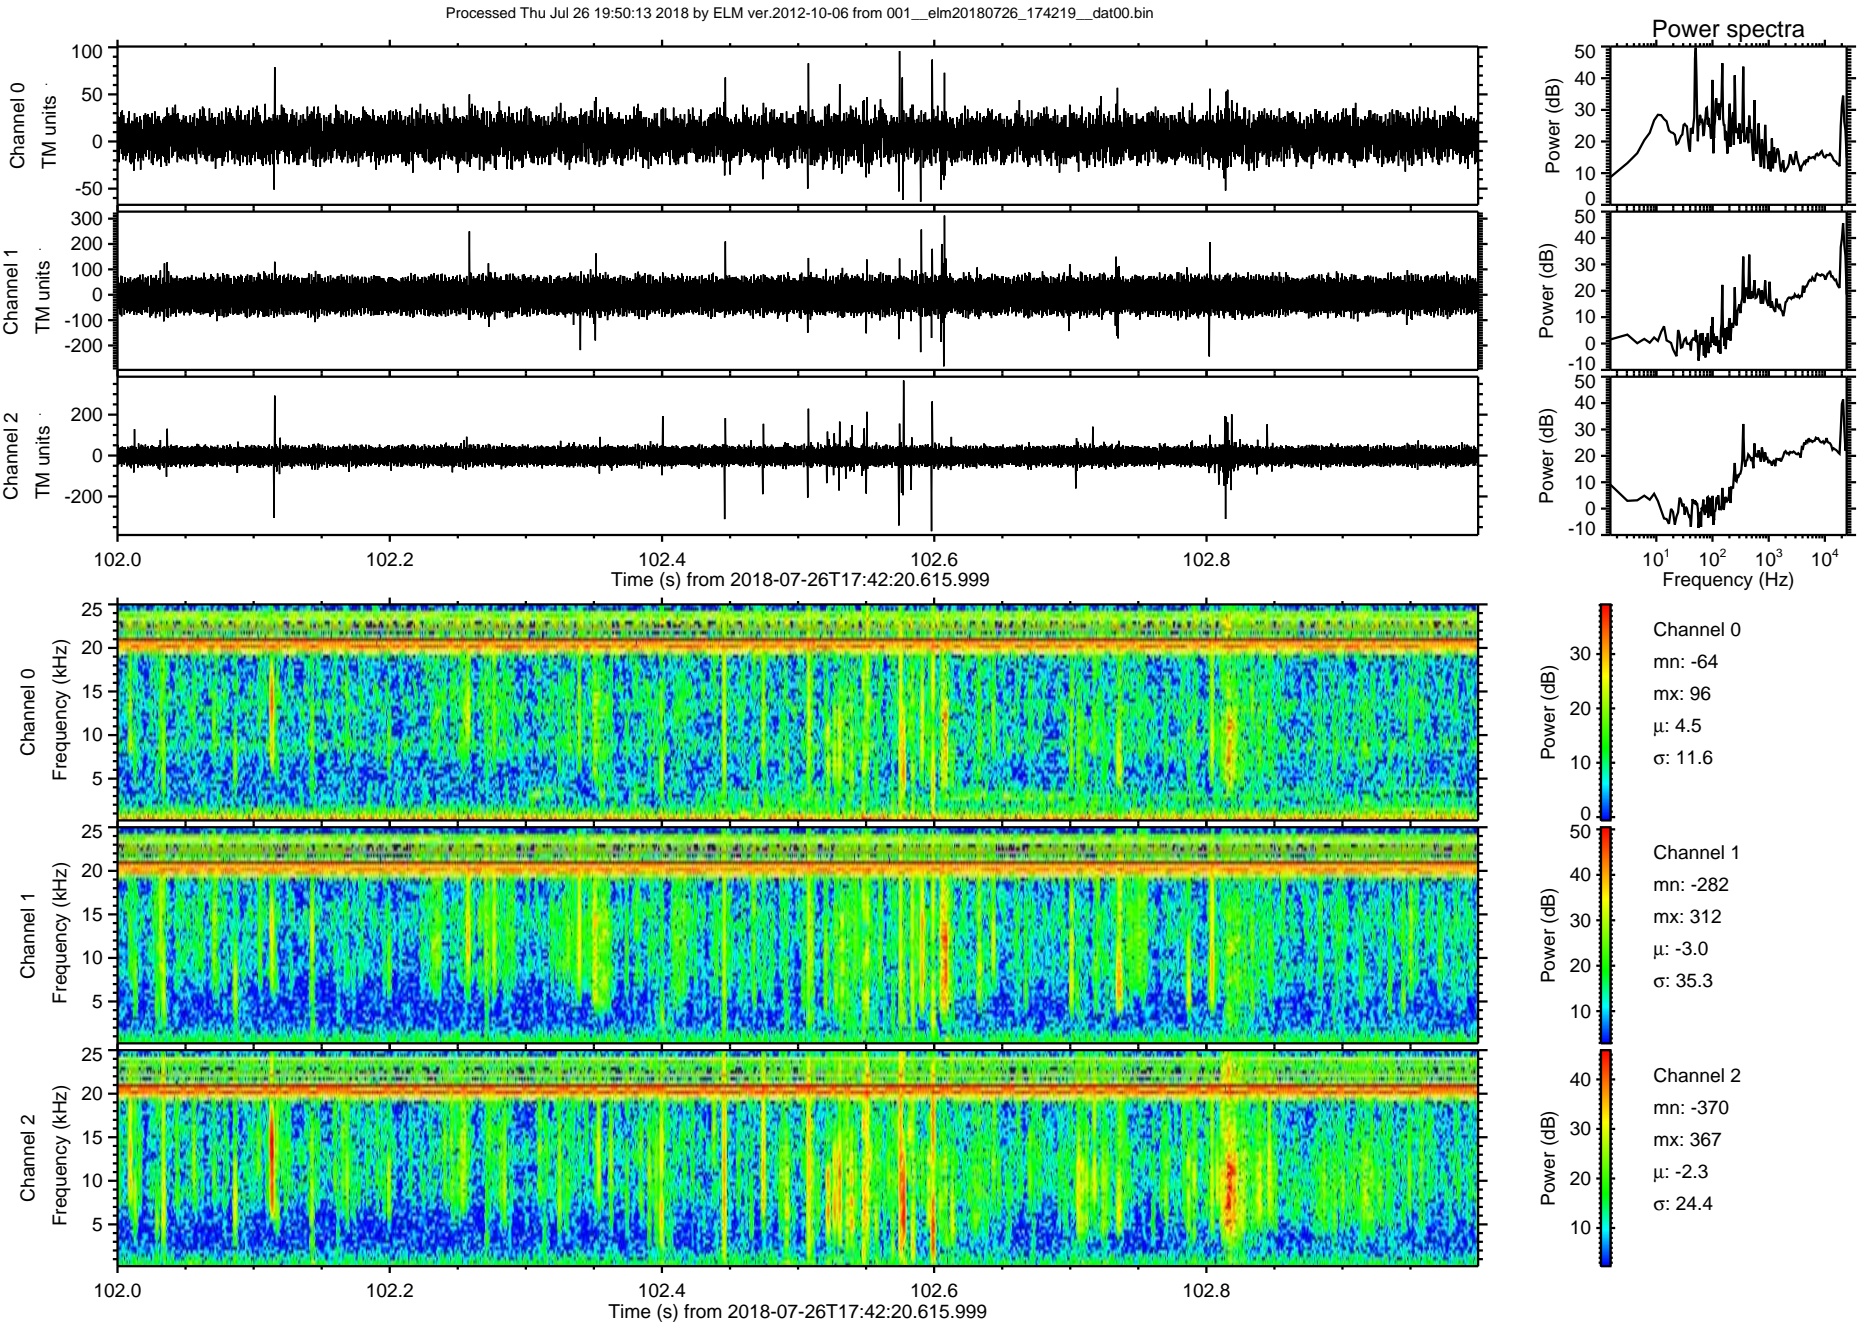 Processed Thu Jul 26 19:50:13 2018 by ELM ver.2012-10-06 from 001__elm20180726_174219__dat00.bin
Power spectra
Channel 0
TM units
100
50
0
-50
Power (dB)
50
40
30
20
10
0
Channel 1
TM units
300
200
100
0
-100
-200
Power (dB)
50
40
30
20
10
0
-10
Channel 2
TM units
200
0
-200
Power (dB)
50
40
30
20
10
0
-10
102.0 102.2 102.4 102.6 102.8
Time (s) from 2018-07-26T17:42:20.615.999
10^1 10^2 10^3 10^4
Frequency (Hz)
Channel 0
Frequency (kHz)
25
20
15
10
5
Power (dB)
30
20
10
0
Channel 0
mn: -64
mx: 96
μ: 4.5
σ: 11.6
Channel 1
Frequency (kHz)
25
20
15
10
5
Power (dB)
50
40
30
20
10
Channel 1
mn: -282
mx: 312
μ: -3.0
σ: 35.3
Channel 2
Frequency (kHz)
25
20
15
10
5
Power (dB)
40
30
20
10
Channel 2
mn: -370
mx: 367
μ: -2.3
σ: 24.4
102.0 102.2 102.4 102.6 102.8
Time (s) from 2018-07-26T17:42:20.615.999